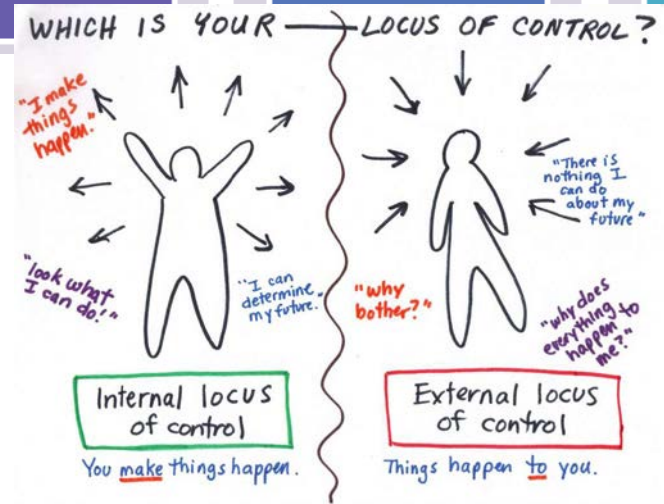 WHICH IS YOUR — LOCUS OF CONTROL?
"I make
things
happen."
"look what
I can do!"
"I can
determine
my future."
Internal locus
of control
You make things happen.
"There is
nothing I
can do
about my
future"
"why
bother?"
"why does
everything
happen to
me?"
External locus
of control
Things happen to you.